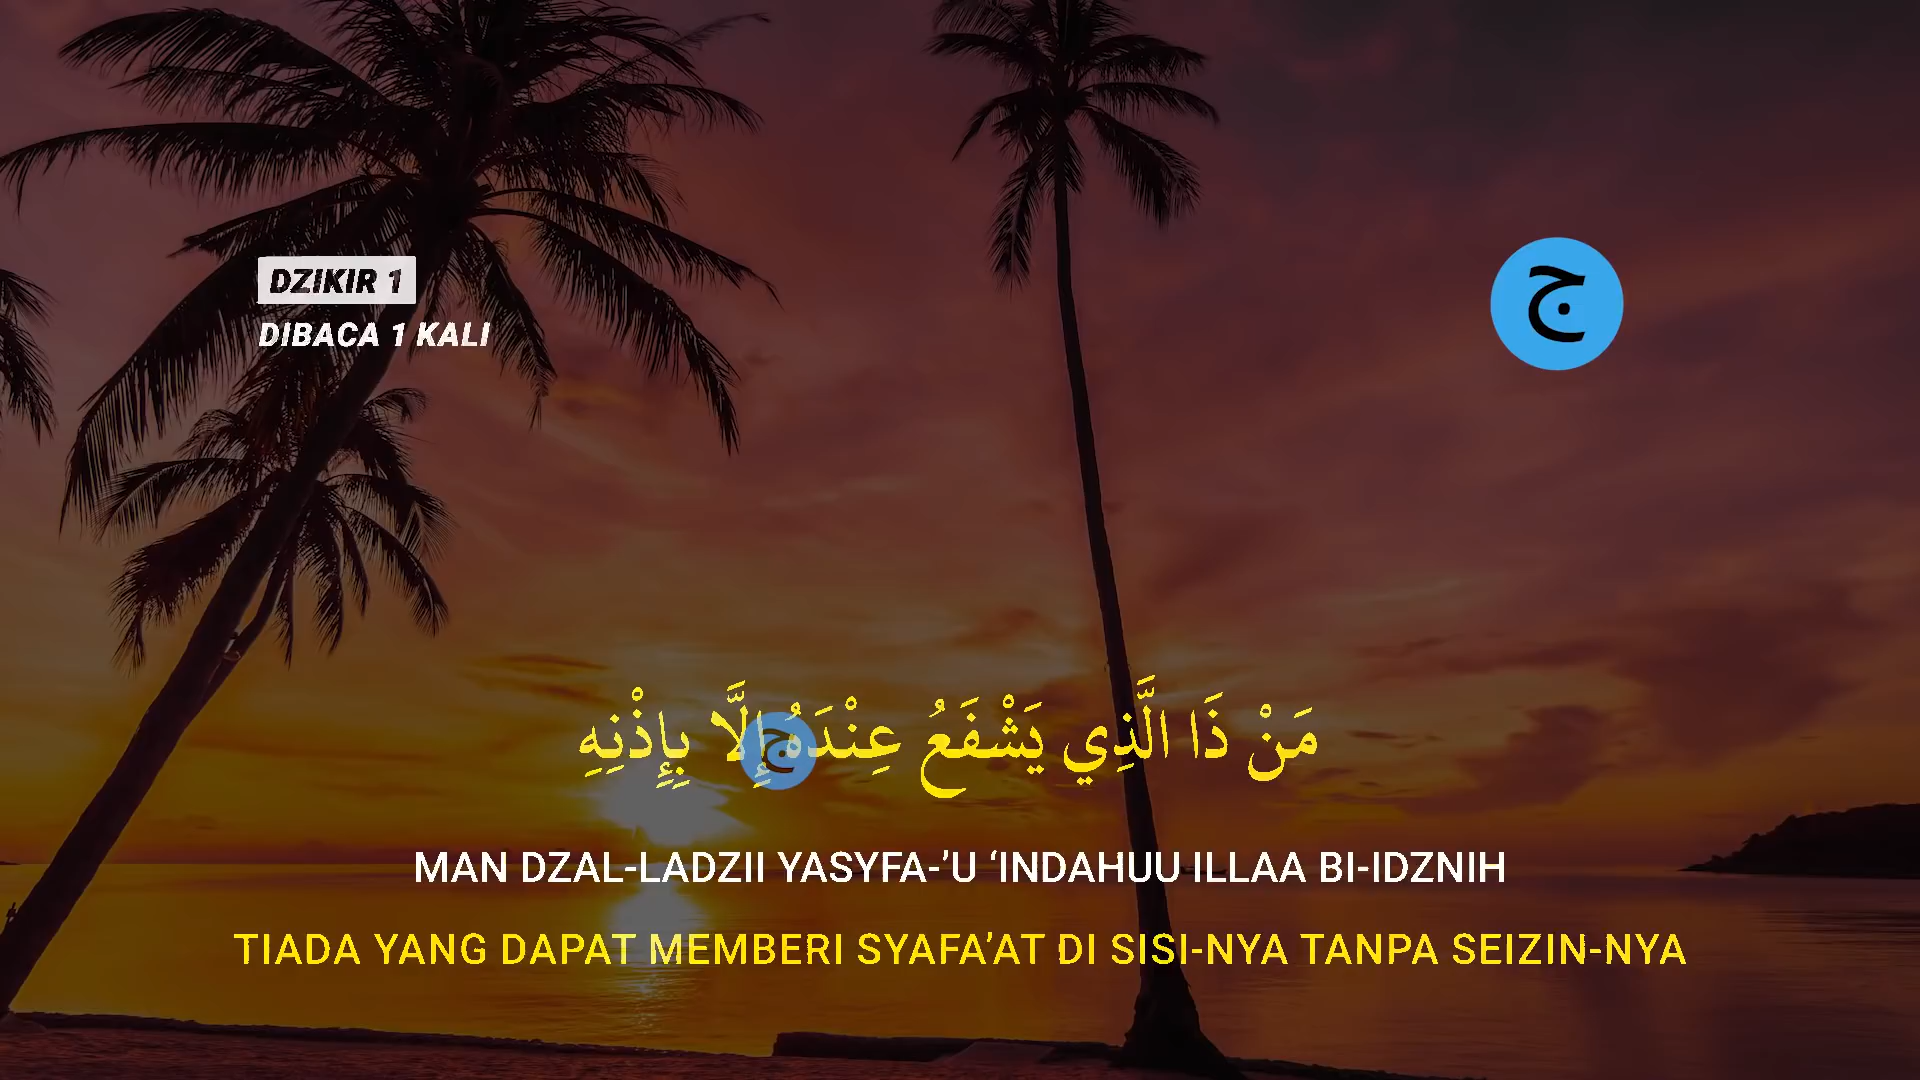 DZIKIR 1
DIBACA 1 KALI
ج
مَنْ ذَا الَّذِي يَشْفَعُ عِنْدَهُ إِلَّا بِإِذْنِهِ
ج
MAN DZAL-LADZII YASYFA-’U ‘INDAHUU ILLAA BI-IDZNIH
TIADA YANG DAPAT MEMBERI SYAFA’AT DI SISI-NYA TANPA SEIZIN-NYA